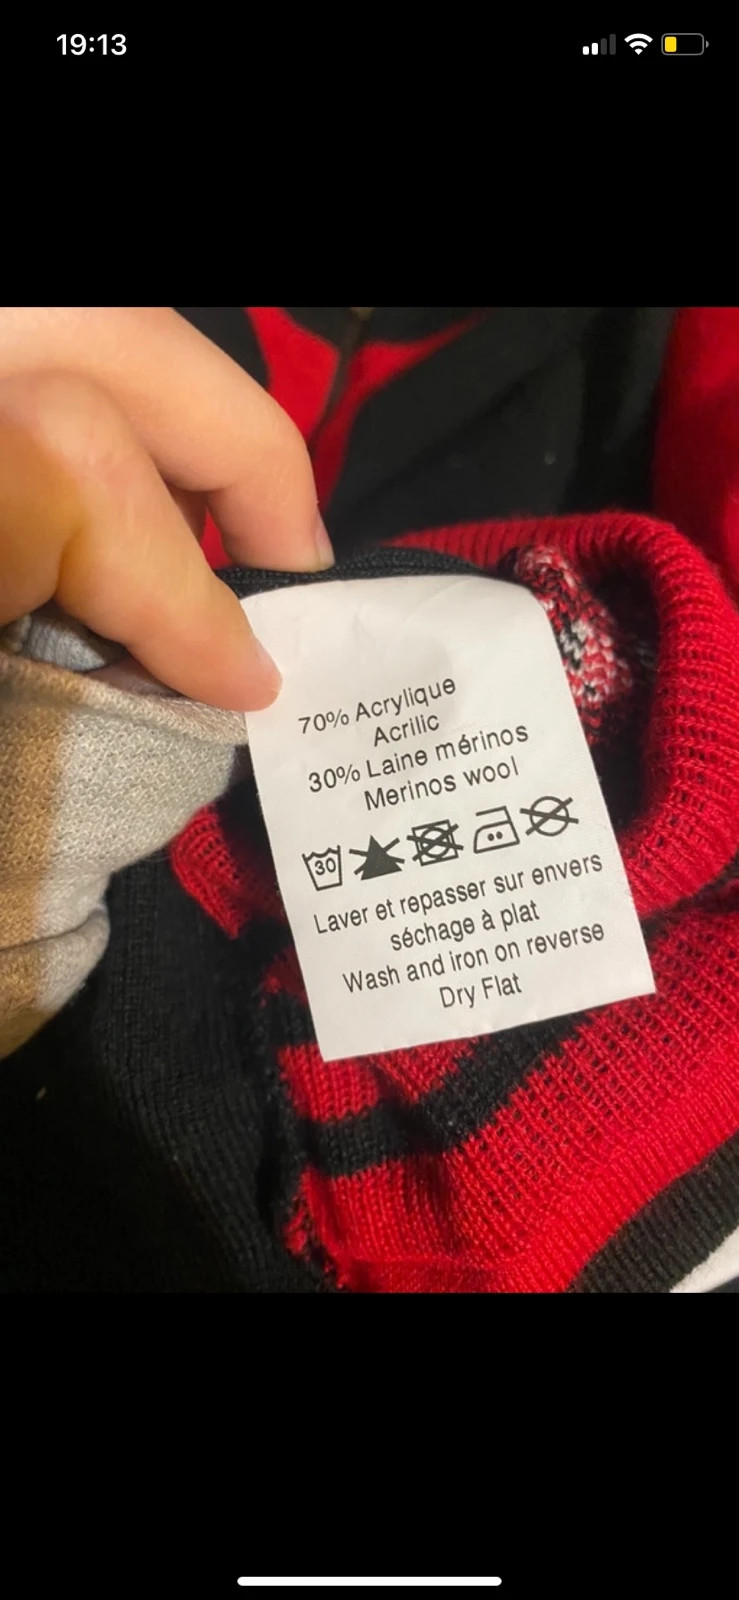 19:13
70% Acrylique
Acrilic
30% Laine mérinos
Merinos wool
30
Laver et repasser sur envers
séchage à plat
Wash and iron on reverse
Dry Flat